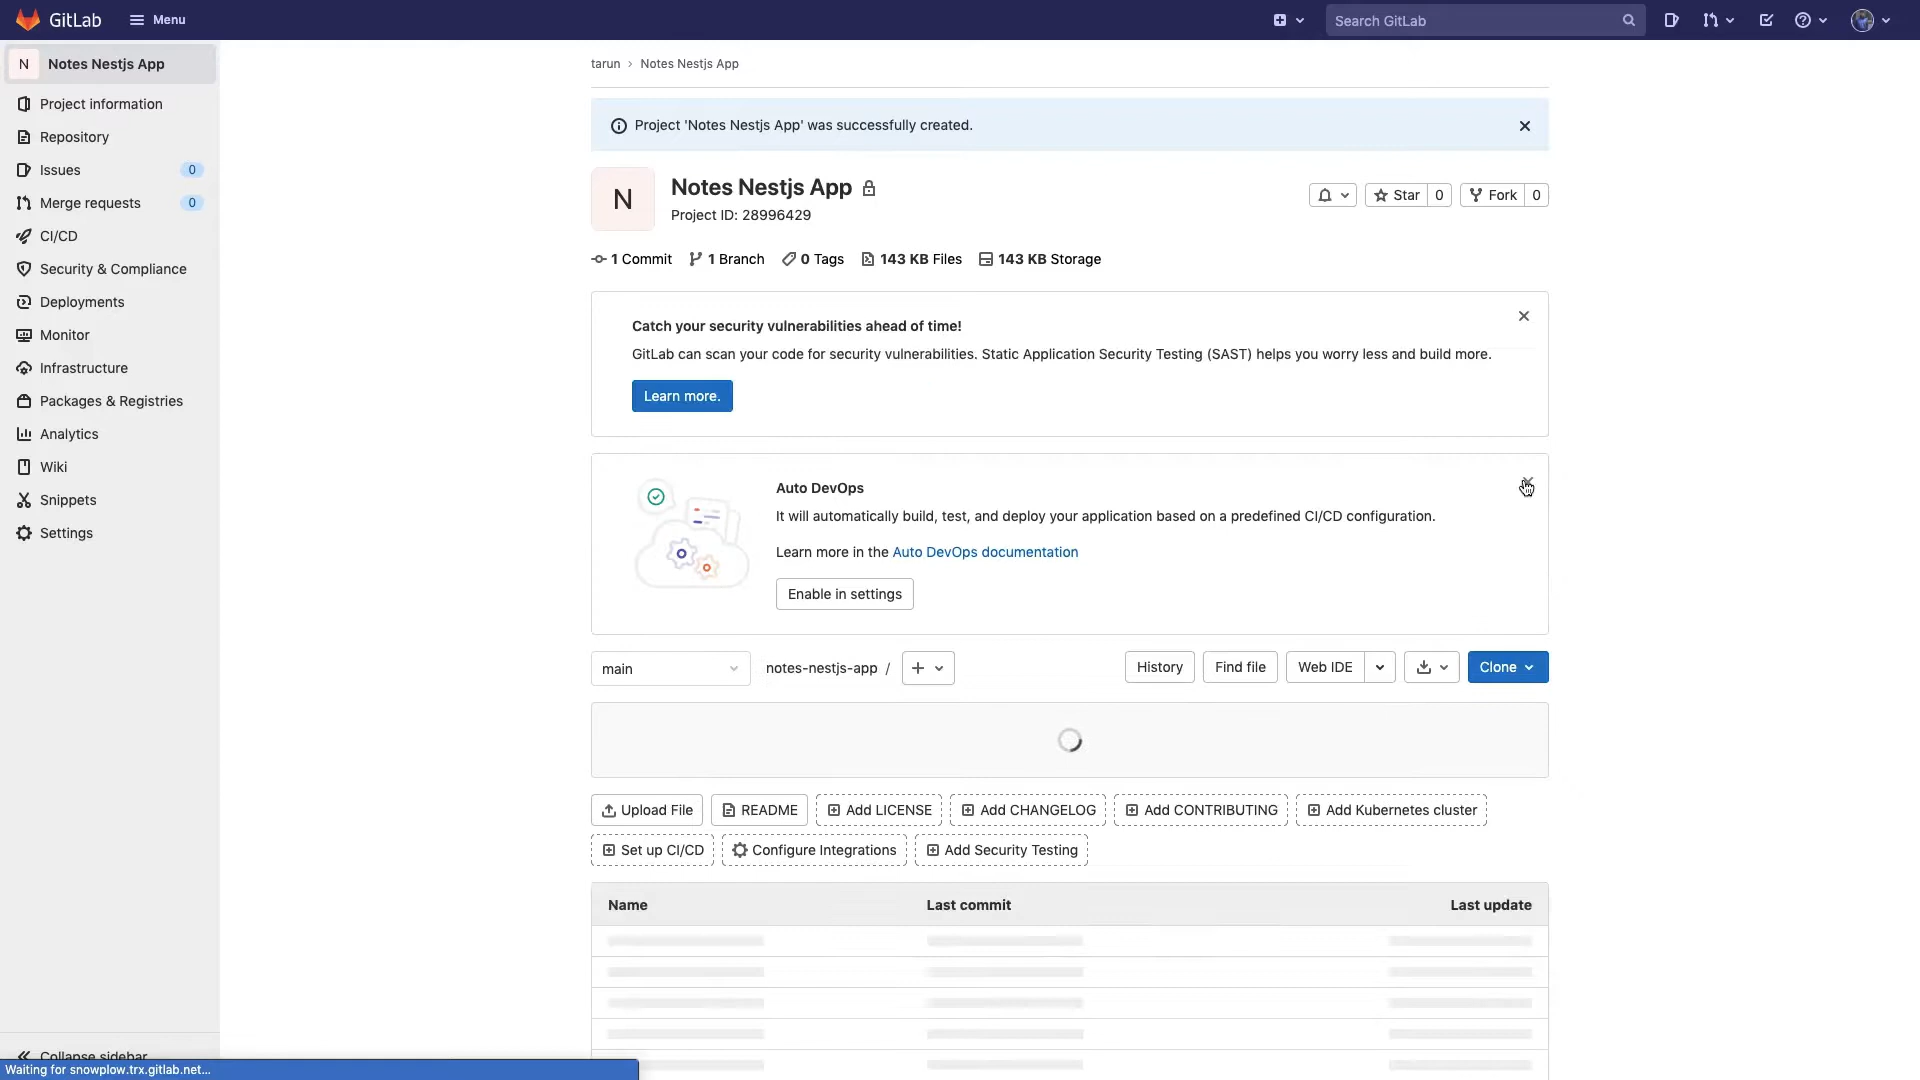 GitLab
Menu
Search GitLab
N
Notes Nestjs App
Project information
Repository
Issues
0
Merge requests
0
CI/CD
Security & Compliance
Deployments
Monitor
Infrastructure
Packages & Registries
Analytics
Wiki
Snippets
Settings
Collapse sidebar
Waiting for snowplow.trx.gitlab.net...
tarun › Notes Nestjs App
Project 'Notes Nestjs App' was successfully created.
N
Notes Nestjs App
Project ID: 28996429
Star 0
Fork 0
1 Commit 1 Branch 0 Tags 143 KB Files 143 KB Storage
Catch your security vulnerabilities ahead of time!
GitLab can scan your code for security vulnerabilities. Static Application Security Testing (SAST) helps you worry less and build more.
Learn more.
Auto DevOps
It will automatically build, test, and deploy your application based on a predefined CI/CD configuration.
Learn more in the Auto DevOps documentation
Enable in settings
main
notes-nestjs-app /
History
Find file
Web IDE
Clone
Upload File
README
Add LICENSE
Add CHANGELOG
Add CONTRIBUTING
Add Kubernetes cluster
Set up CI/CD
Configure Integrations
Add Security Testing
Name Last commit Last update